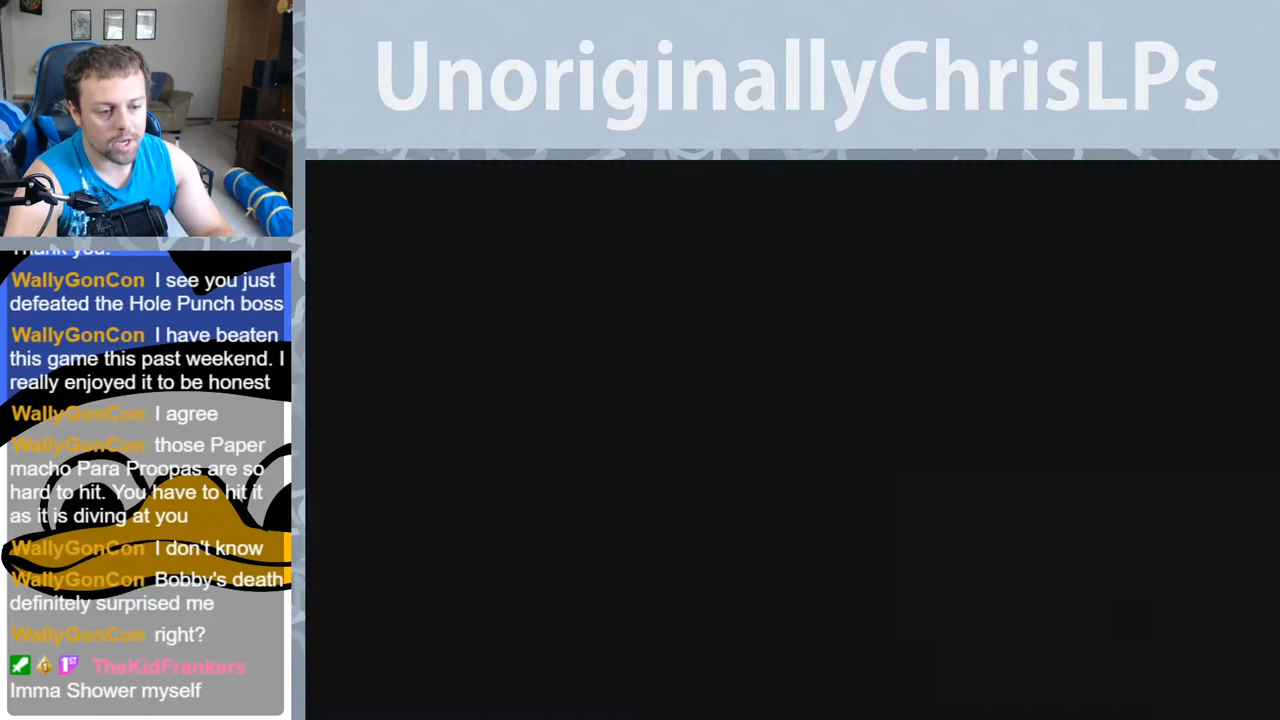 UnoriginallyChrisLPs
Thank you.
WallyGonCon I see you just
defeated the Hole Punch boss
WallyGonCon I have beaten
this game this past weekend. I
really enjoyed it to be honest
WallyGonCon I agree
WallyGonCon those Paper
macho Para Proopas are so
hard to hit. You have to hit it
as it is diving at you
WallyGonCon I don't know
WallyGonCon Bobby's death
definitely surprised me
WallyGonCon right?
1ST TheKidFrankers
Imma Shower myself